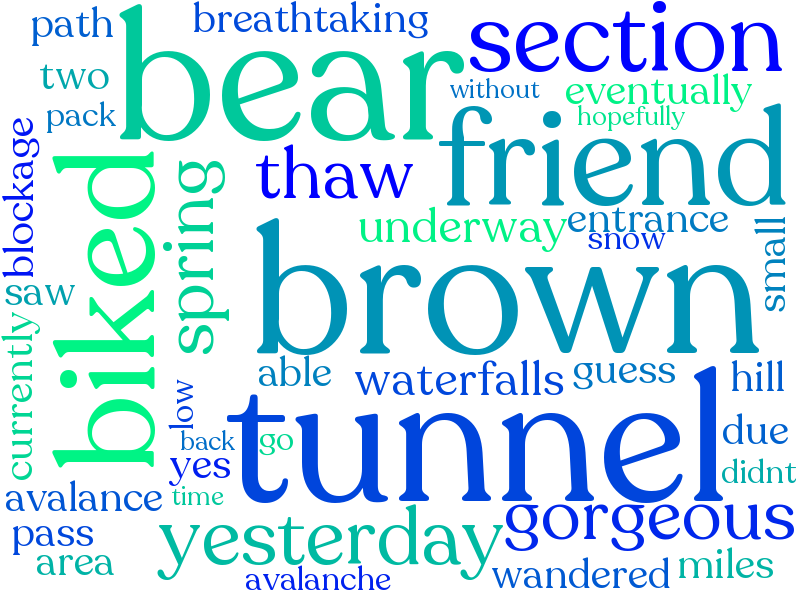 path
breathtaking
section
two
bear
without
eventually
pack
hopefully
friend
blockage
thaw
biked
spring
underway
entrance
snow
small
brown
saw
currently
able
waterfalls
guess
hill
low
tunnel
back
go
due
yes
didnt
avalance
time
gorgeous
pass
yesterday
area
avalanche
wandered
miles